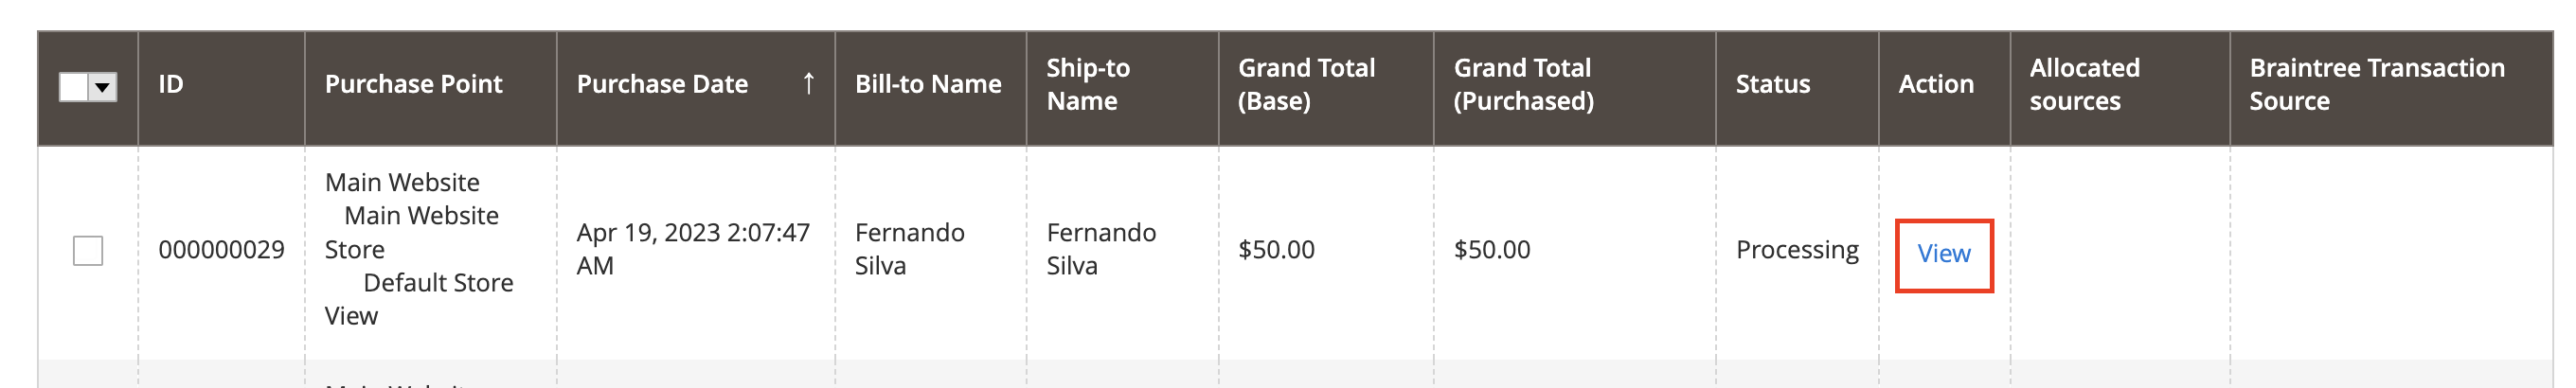 ID
Purchase Point
Purchase Date ↑
Bill-to Name
Ship-to
Name
Grand Total
(Base)
Grand Total
(Purchased)
Status
Action
Allocated
sources
Braintree Transaction
Source
000000029
Main Website
Main Website
Store
Default Store
View
Apr 19, 2023 2:07:47
AM
Fernando
Silva
Fernando
Silva
$50.00
$50.00
Processing
View